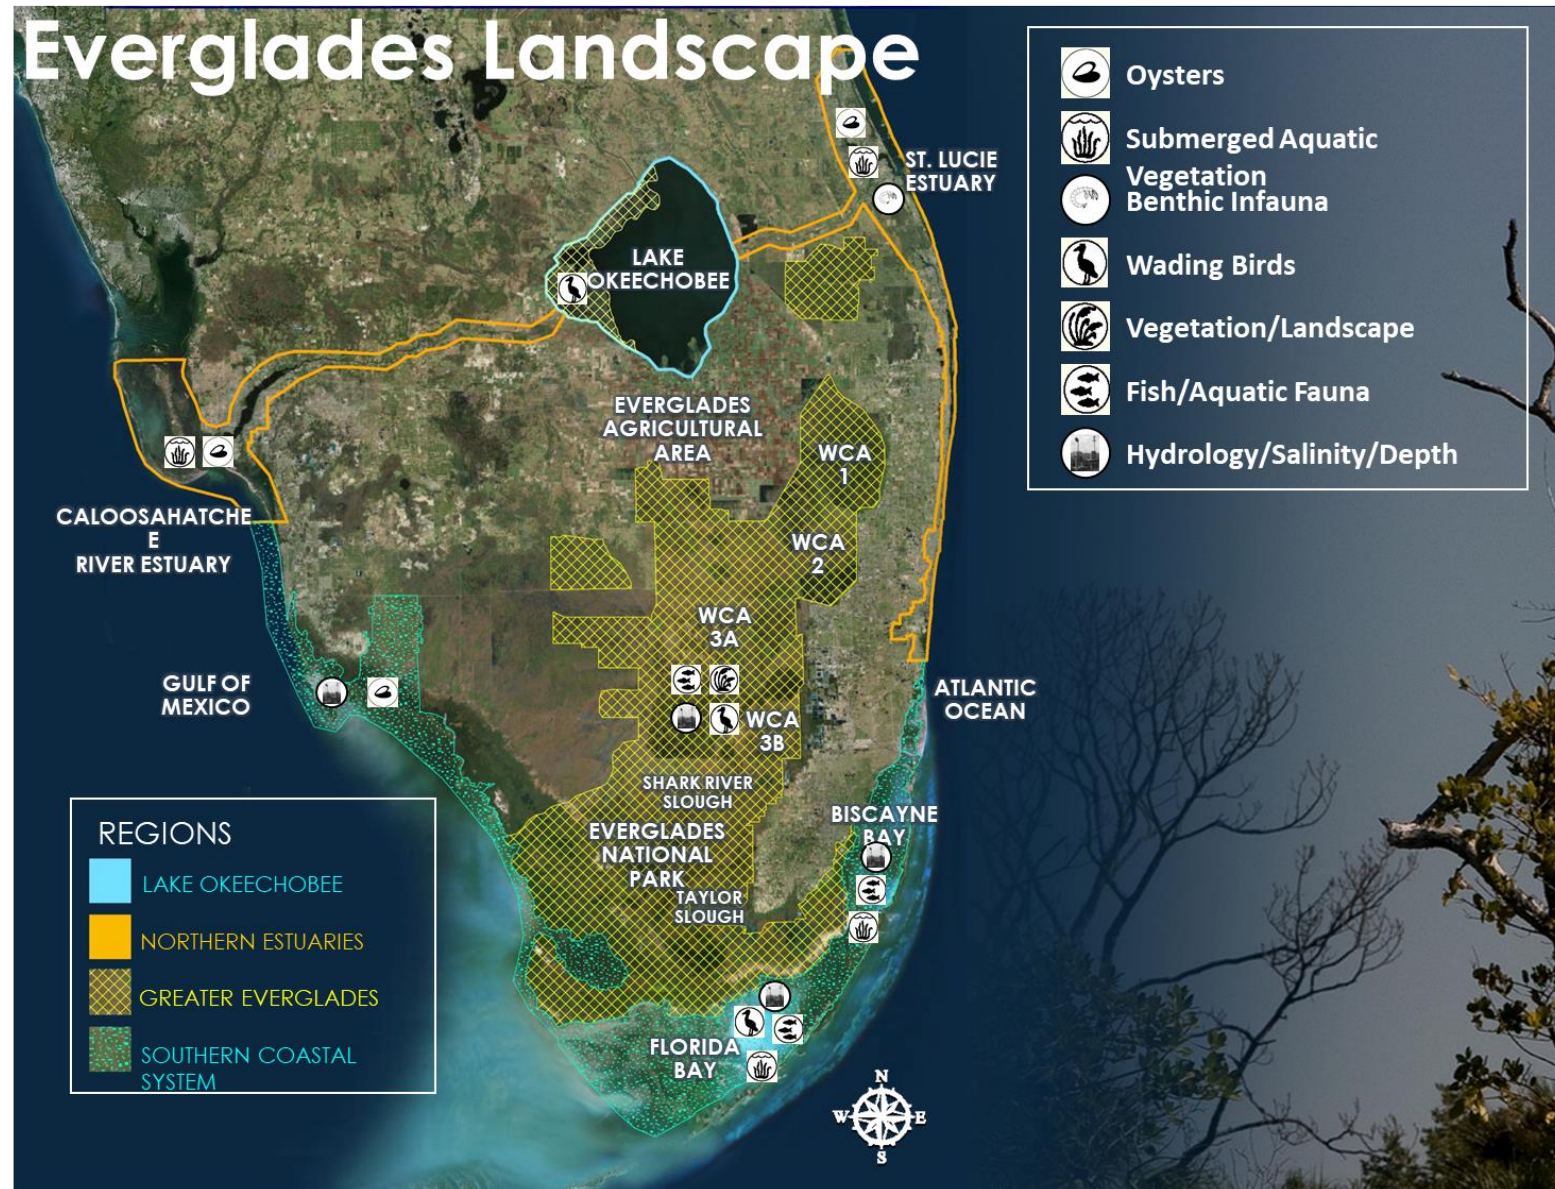 Everglades Landscape
Oysters
Submerged Aquatic
Vegetation
Benthic Infauna
Wading Birds
Vegetation/Landscape
Fish/Aquatic Fauna
Hydrology/Salinity/Depth
ST. LUCIE
ESTUARY
LAKE
OKEECHOBEE
EVERGLADES
AGRICULTURAL
AREA
WCA
1
WCA
2
CALOOSAHATCHE
E
RIVER ESTUARY
WCA
3A
GULF OF
MEXICO
ATLANTIC
OCEAN
WCA
3B
SHARK RIVER
SLOUGH
EVERGLADES
NATIONAL
PARK
TAYLOR
SLOUGH
BISCAYNE
BAY
FLORIDA
BAY
REGIONS
LAKE OKEECHOBEE
NORTHERN ESTUARIES
GREATER EVERGLADES
SOUTHERN COASTAL
SYSTEM
N
W E
S